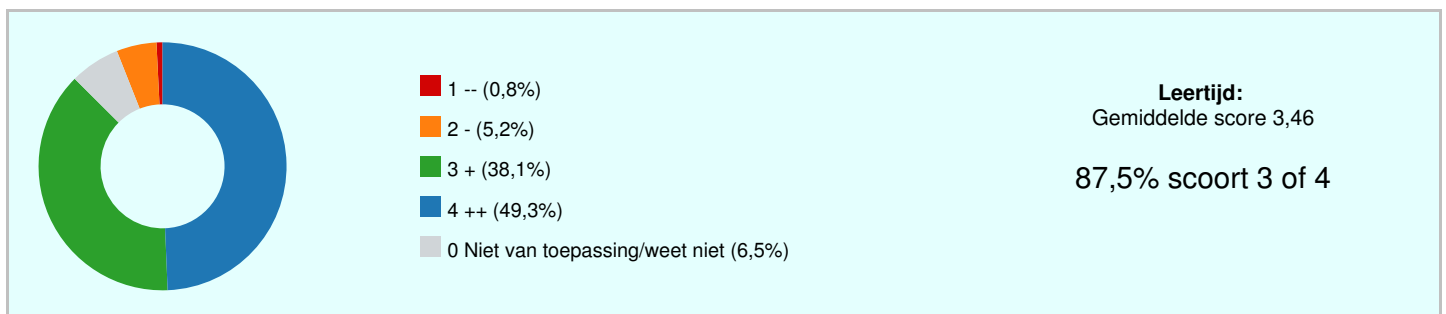 1 -- (0,8%)
2 - (5,2%)
3 + (38,1%)
4 ++ (49,3%)
0 Niet van toepassing/weet niet (6,5%)
Leertijd:
Gemiddelde score 3,46
87,5% scoort 3 of 4